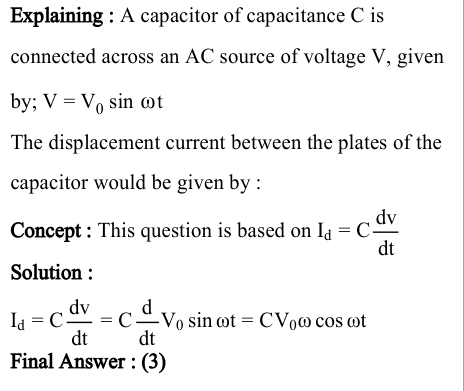 Explaining : A capacitor of capacitance C is
connected across an AC source of voltage V, given
by; V = V₀ sin ωt
The displacement current between the plates of the
capacitor would be given by :
Concept : This question is based on I_d = C dv/dt
Solution :
I_d = C dv/dt = C d/dt V₀ sin ωt = CV₀ω cos ωt
Final Answer : (3)